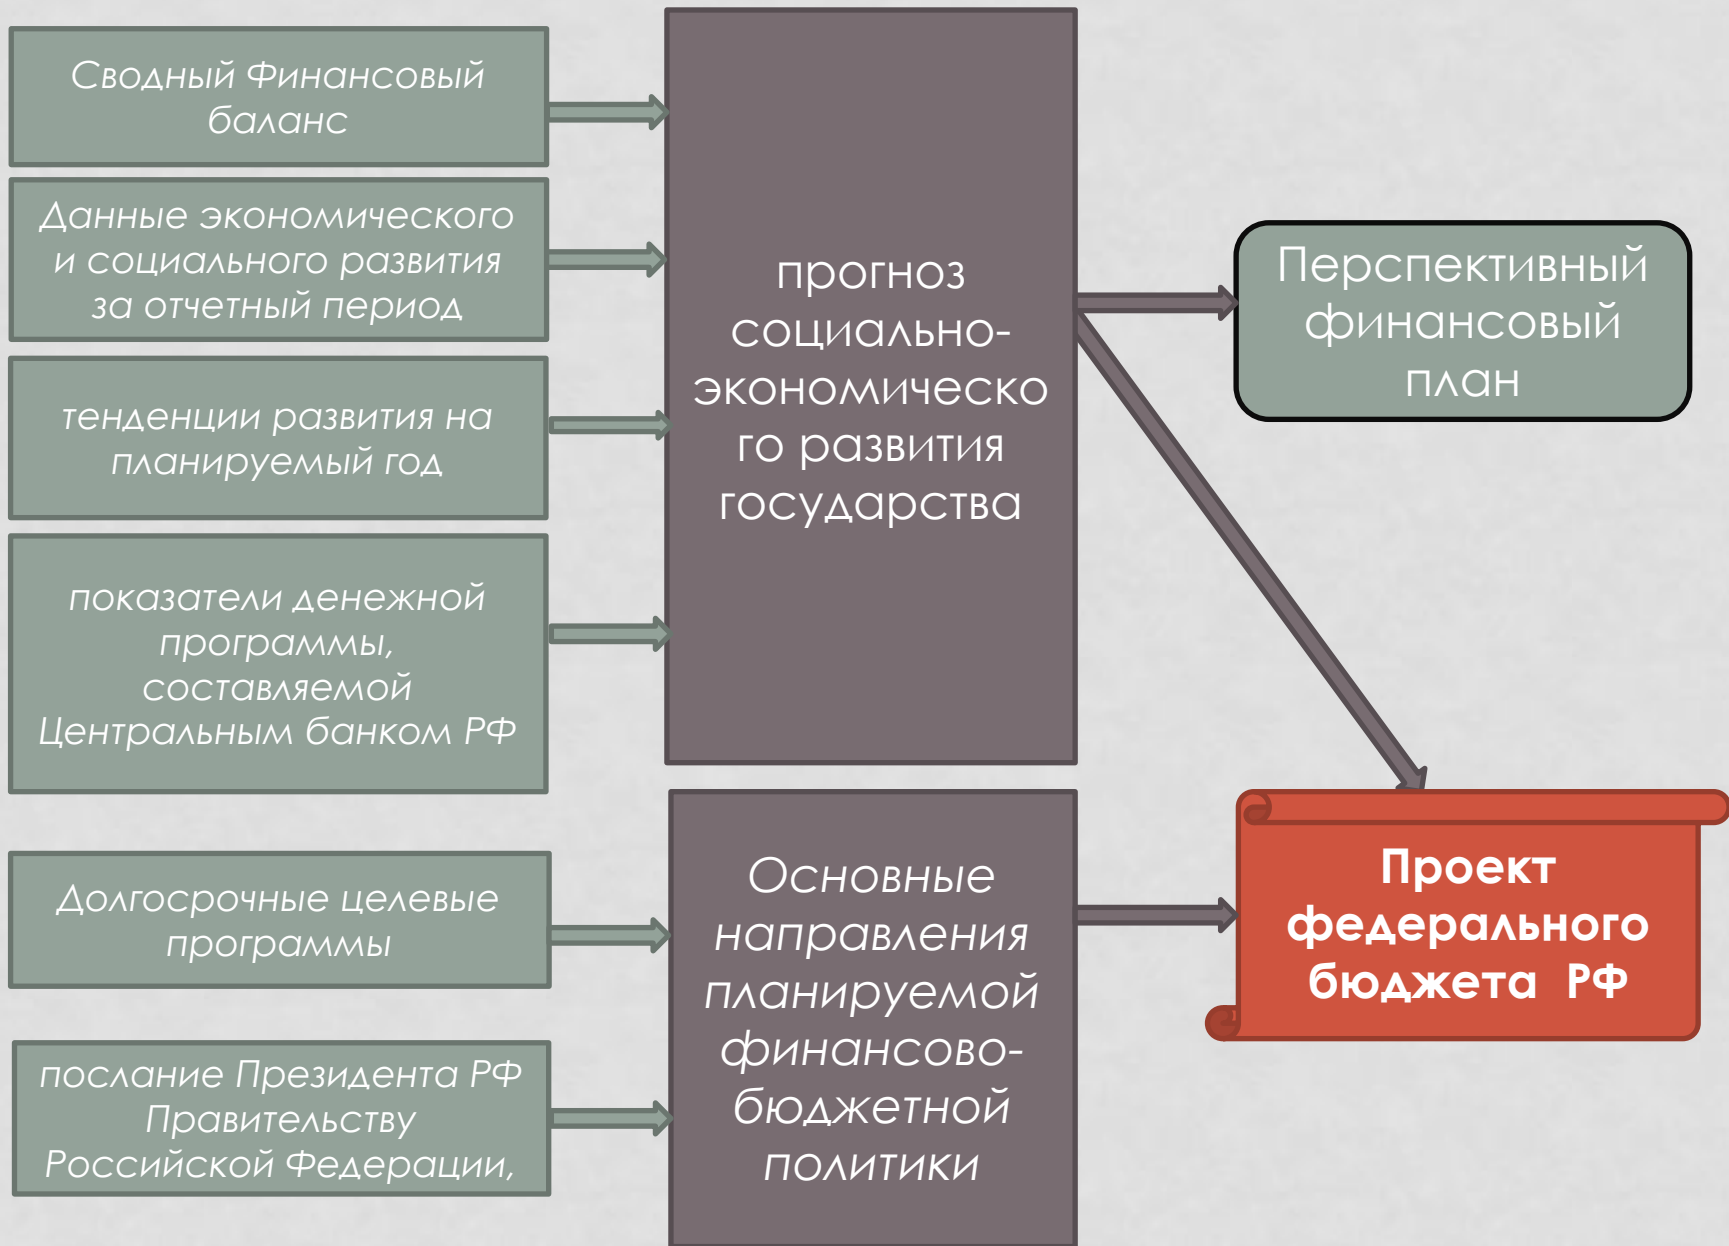 Сводный Финансовый
баланс
Данные экономического
и социального развития
за отчетный период
тенденции развития на
планируемый год
показатели денежной
программы,
составляемой
Центральным банком РФ
Долгосрочные целевые
программы
послание Президента РФ
Правительству
Российской Федерации,
прогноз
социально-
экономическо
го развития
государства
Основные
направления
планируемой
финансово-
бюджетной
политики
Перспективный
финансовый
план
Проект
федерального
бюджета РФ